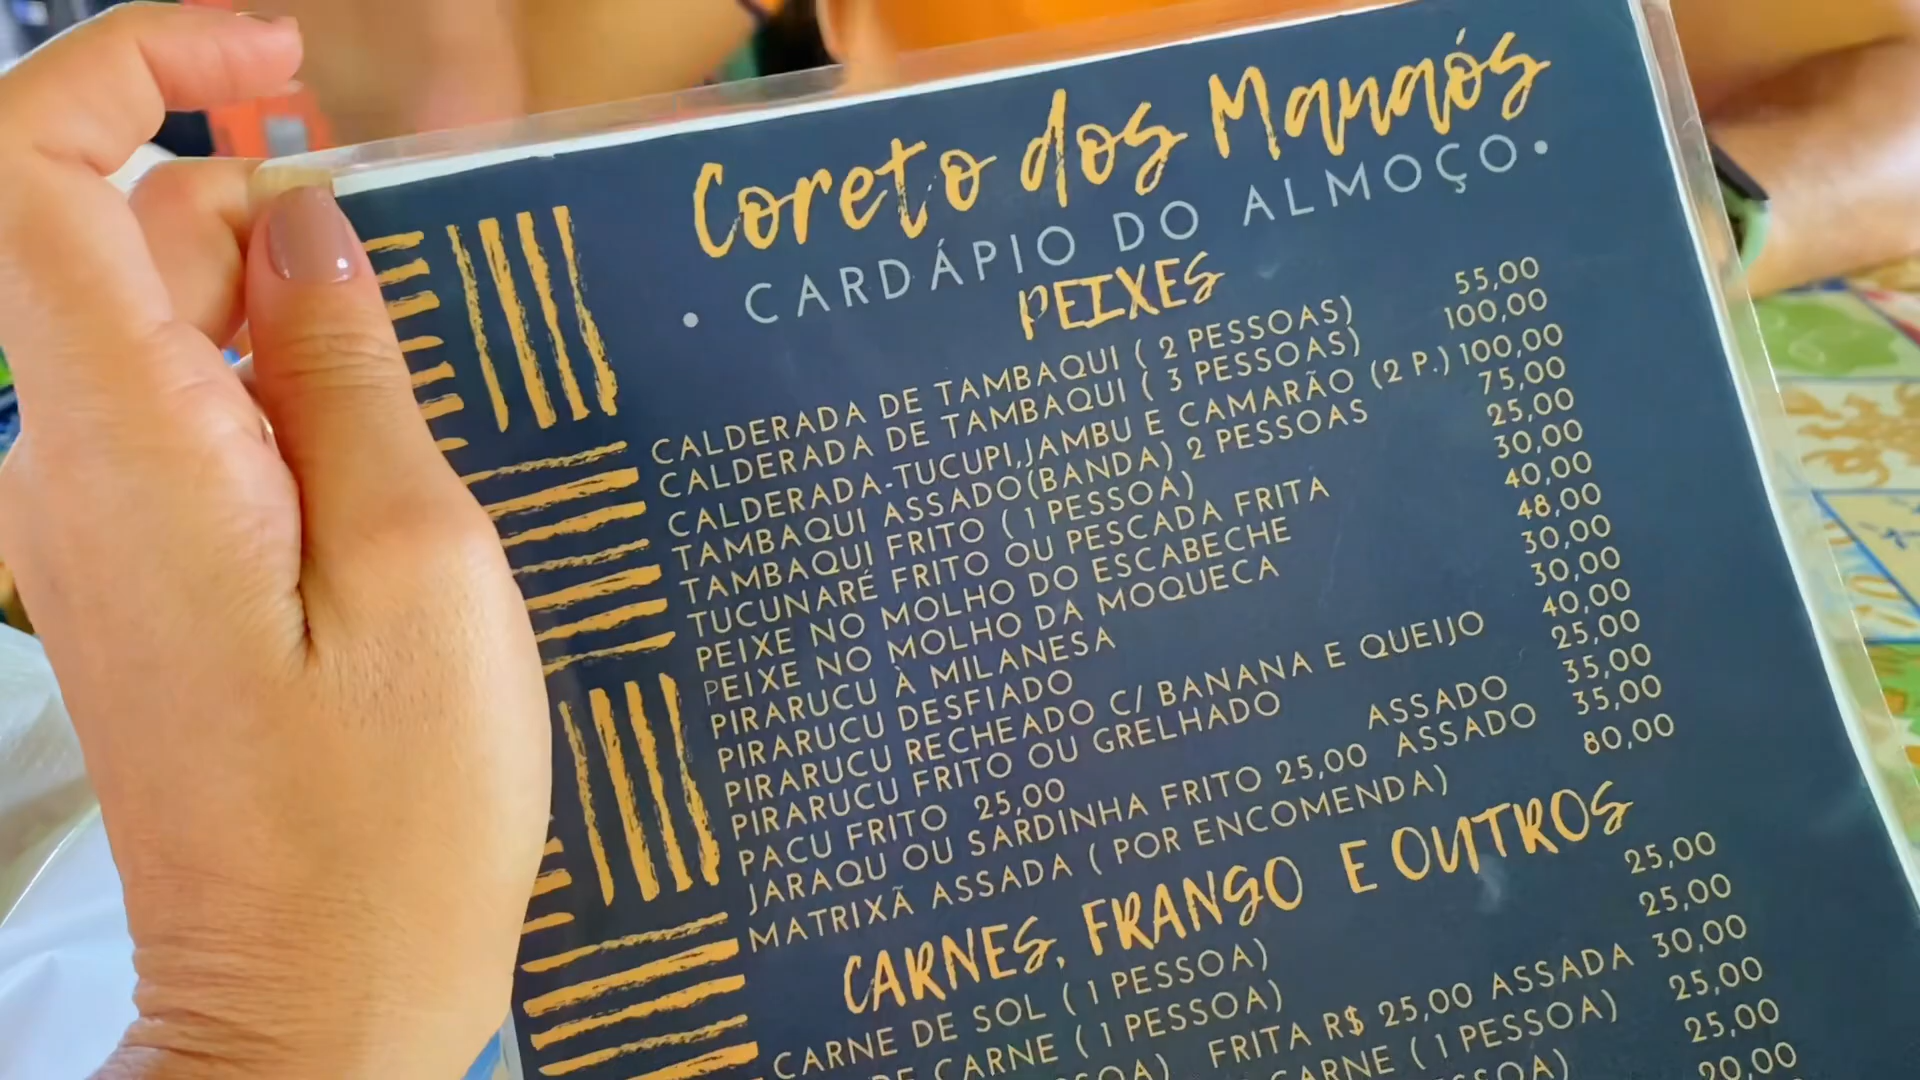 Coreto dos Manaós
• CARDÁPIO DO ALMOÇO •
PEIXES
CALDERADA DE TAMBAQUI ( 2 PESSOAS) 55,00
CALDERADA DE TAMBAQUI ( 3 PESSOAS) 100,00
CALDERADA-TUCUPI,JAMBU E CAMARÃO (2 P.) 100,00
TAMBAQUI ASSADO(BANDA) 2 PESSOAS 75,00
TAMBAQUI FRITO ( 1 PESSOA) 25,00
TUCUNARÉ FRITO OU PESCADA FRITA 30,00
PEIXE NO MOLHO DO ESCABECHE 40,00
PEIXE NO MOLHO DA MOQUECA 48,00
PIRARUCU À MILANESA 30,00
PIRARUCU DESFIADO 30,00
PIRARUCU RECHEADO C/ BANANA E QUEIJO 40,00
PIRARUCU FRITO OU GRELHADO 25,00
PACU FRITO 25,00 ASSADO 35,00
JARAQU OU SARDINHA FRITO 25,00 ASSADO 35,00
MATRIXÃ ASSADA ( POR ENCOMENDA) 80,00
CARNES, FRANGO E OUTROS
CARNE DE SOL ( 1 PESSOA) 25,00
DE CARNE ( 1 PESSOA) 25,00
FRITA R$ 25,00 ASSADA 30,00
CARNE ( 1 PESSOA) 25,00
25,00
20,00